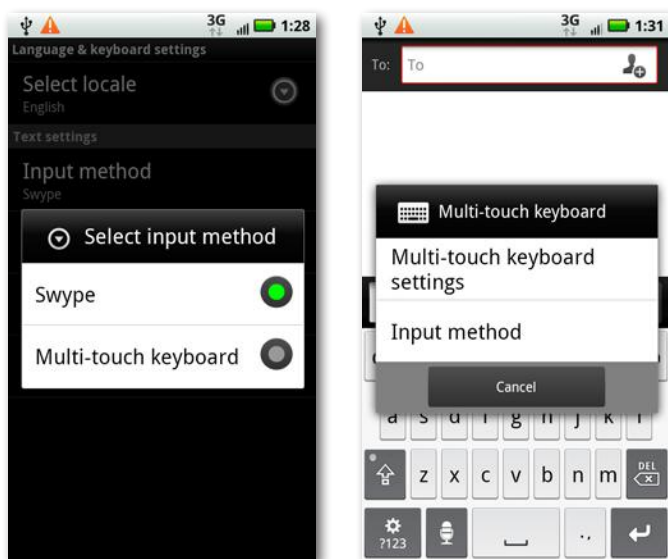 3G 1:28
Language & keyboard settings
Select locale
English
Text settings
Input method
Swype
Select input method
Swype
Multi-touch keyboard
3G 1:31
To: To
Multi-touch keyboard
Multi-touch keyboard
settings
Input method
Cancel
a s d f g h j k l
z x c v b n m DEL
?123 .,